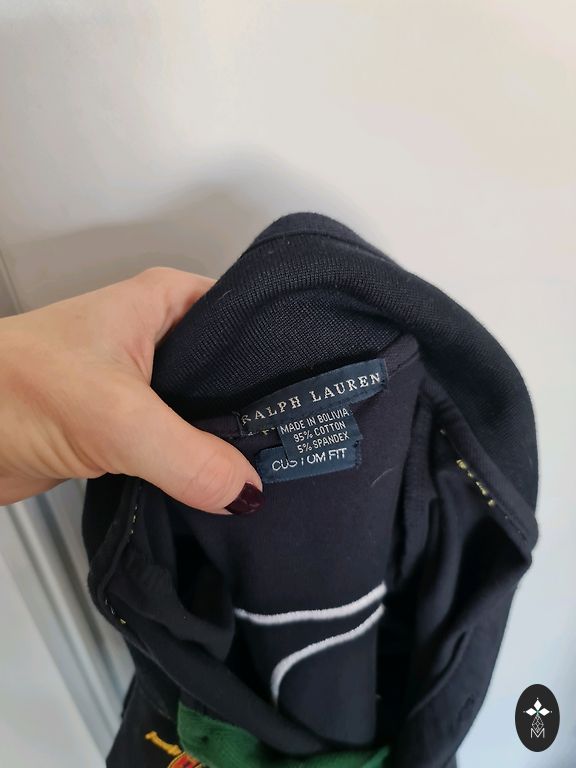 RALPH LAUREN
MADE IN BOLIVIA
95% COTTON
5% SPANDEX
CUSTOM FIT